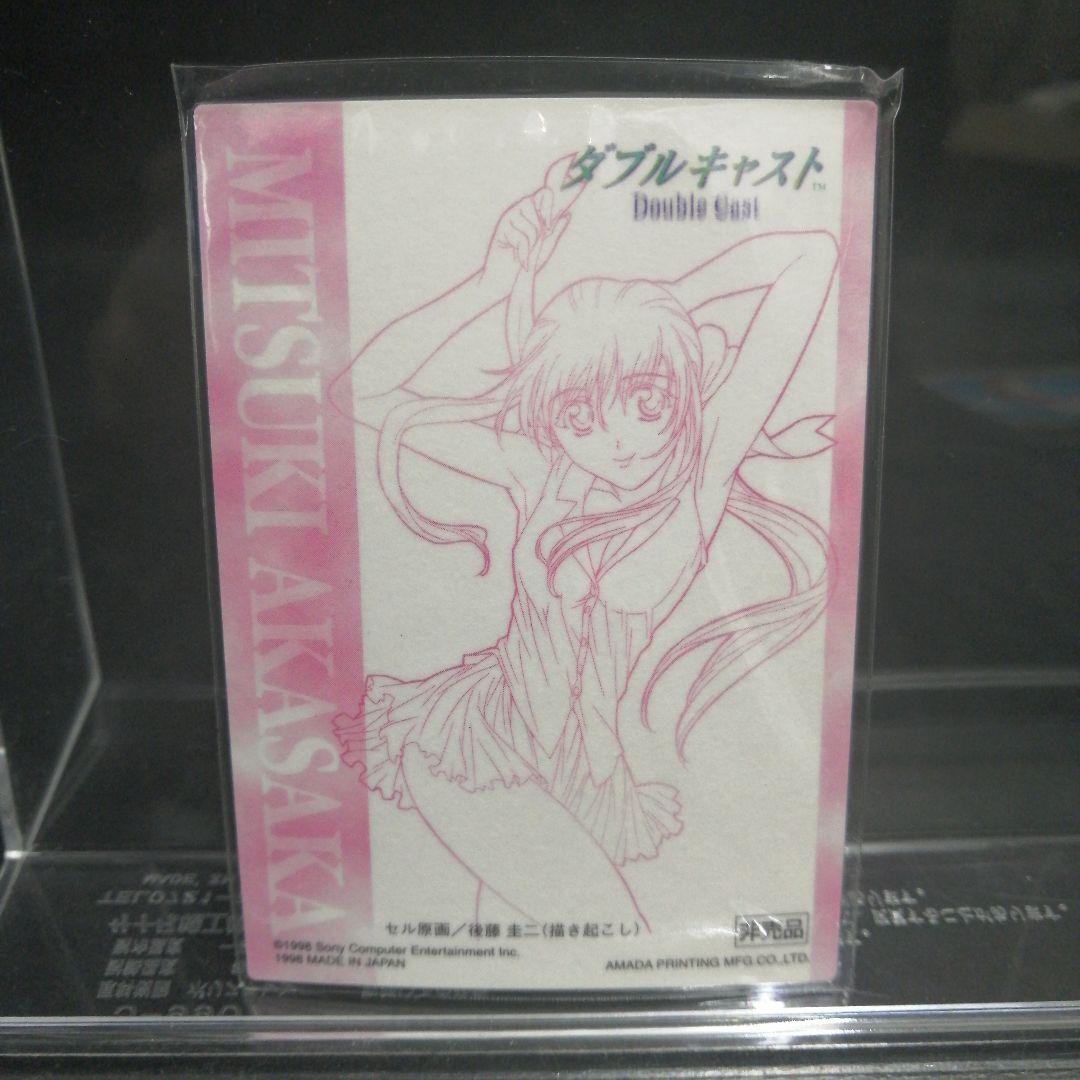 MITSUKI AKASAKA
ダブルキャスト™
Double Cast
セル原画/後藤 圭二(描き起こし)
©1998 Sony Computer Entertainment Inc.
1998 MADE IN JAPAN
非売品
AMADA PRINTING MFG.CO.,LTD.